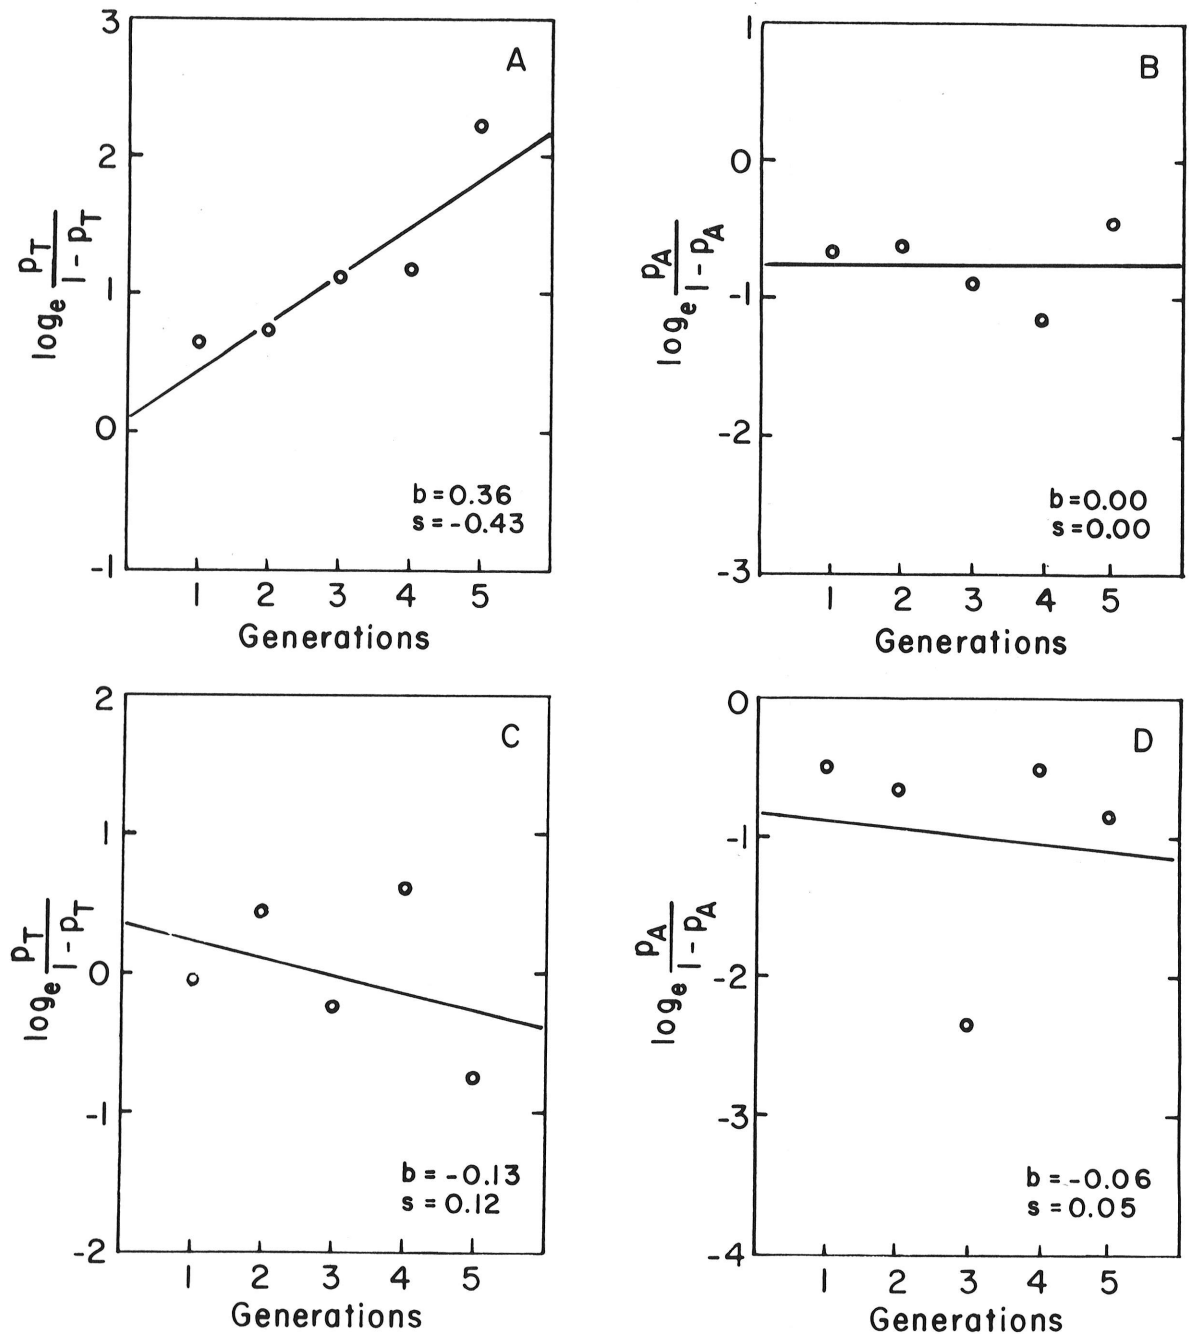 A
3
2
1
0
-1
log_e p_T / 1 - p_T
b = 0.36
s = -0.43
1 2 3 4 5
Generations
B
1
0
-1
-2
-3
log_e p_A / 1 - p_A
b = 0.00
s = 0.00
1 2 3 4 5
Generations
C
2
1
0
-1
-2
log_e p_T / 1 - p_T
b = -0.13
s = 0.12
1 2 3 4 5
Generations
D
0
-1
-2
-3
-4
log_e p_A / 1 - p_A
b = -0.06
s = 0.05
1 2 3 4 5
Generations